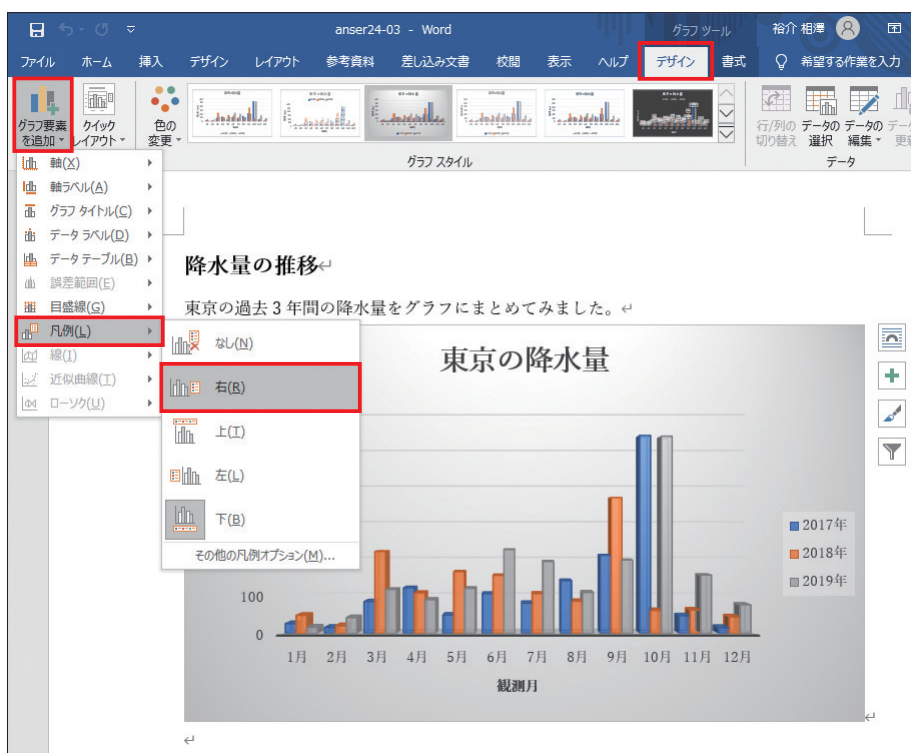 anser24-03 - Word
グラフ ツール
裕介 相澤
ファイル ホーム 挿入 デザイン レイアウト 参考資料 差し込み文書 校閲 表示 ヘルプ デザイン 書式 希望する作業を入力
グラフ要素を追加
クイックレイアウト
色の変更
行/列の切り替え
データの選択
データの編集
グラフ スタイル
データ
軸(X)
軸ラベル(A)
グラフ タイトル(C)
データ ラベル(D)
データ テーブル(B)
誤差範囲(E)
目盛線(G)
凡例(L)
線(I)
近似曲線(T)
ローソク(U)
なし(N)
右(R)
上(T)
左(L)
下(B)
その他の凡例オプション(M)...
降水量の推移
東京の過去 3 年間の降水量をグラフにまとめてみました。
東京の降水量
2017年
2018年
2019年
100
0
1月 2月 3月 4月 5月 6月 7月 8月 9月 10月 11月 12月
観測月